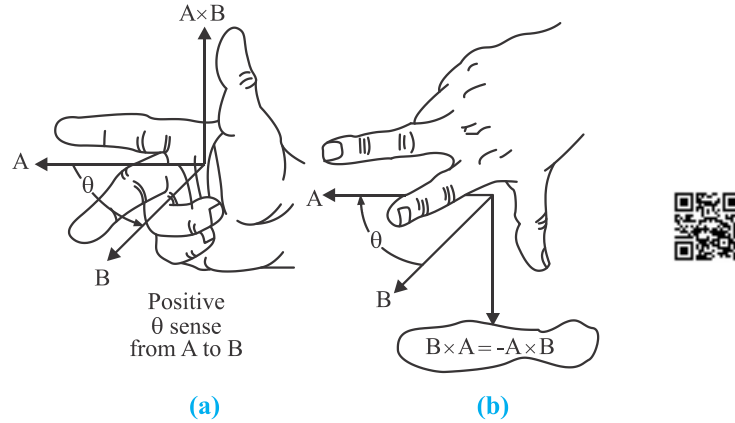 A×B
A
θ
B
Positive
θ sense
from A to B
(a)
A
θ
B
B×A = -A×B
(b)